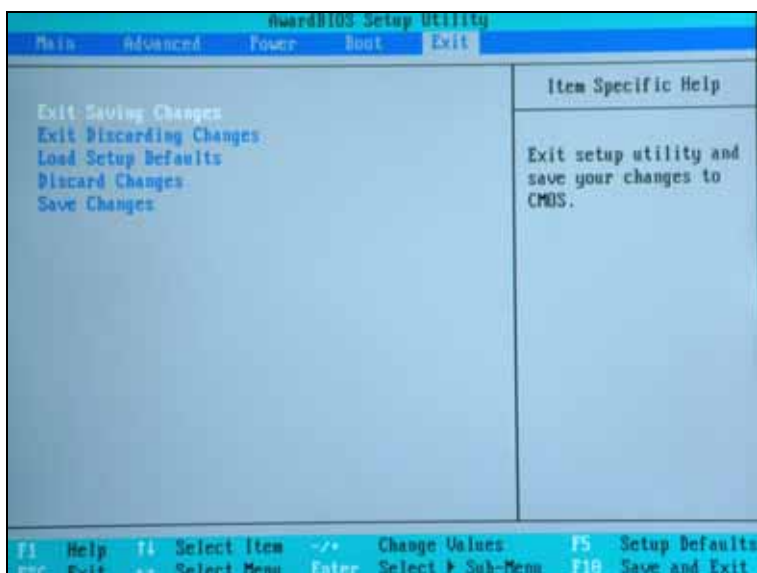 AwardBIOS Setup Utility
Main Advanced Power Boot Exit
Item Specific Help
Exit Saving Changes
Exit Discarding Changes
Load Setup Defaults
Discard Changes
Save Changes
Exit setup utility and
save your changes to
CMOS.
F1 Help ↑↓ Select Item -/+ Change Values F5 Setup Defaults
ESC Exit Select Menu Enter Select ▶ Sub-Menu F10 Save and Exit